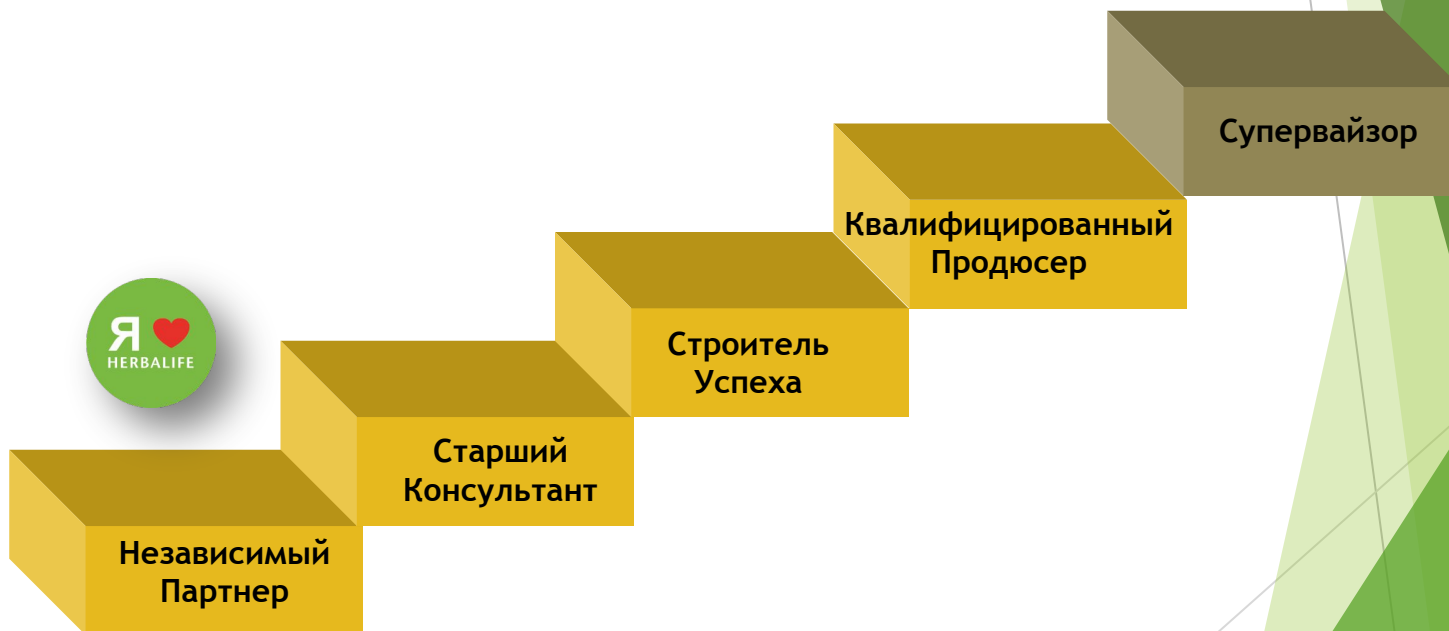 Супервайзор
Квалифицированный
Продюсер
Строитель
Успеха
Я
HERBALIFE
Старший
Консультант
Независимый
Партнер